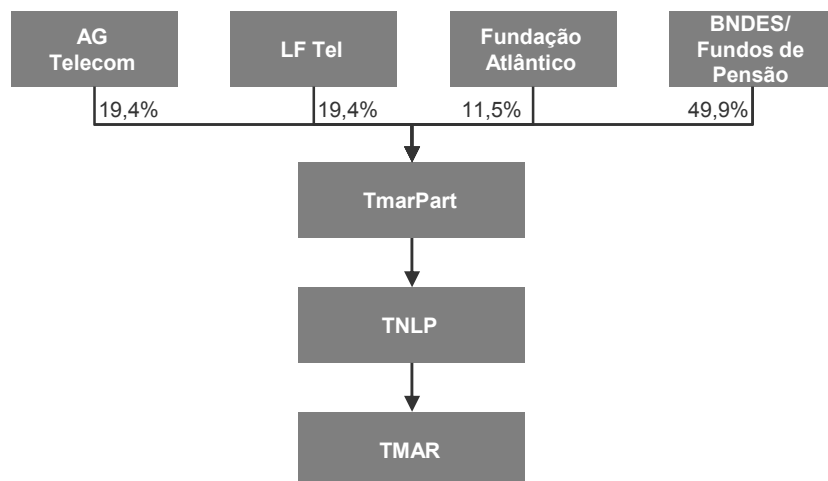 AG
Telecom
LF Tel
Fundação
Atlântico
BNDES/
Fundos de
Pensão
19,4%
19,4%
11,5%
49,9%
TmarPart
TNLP
TMAR